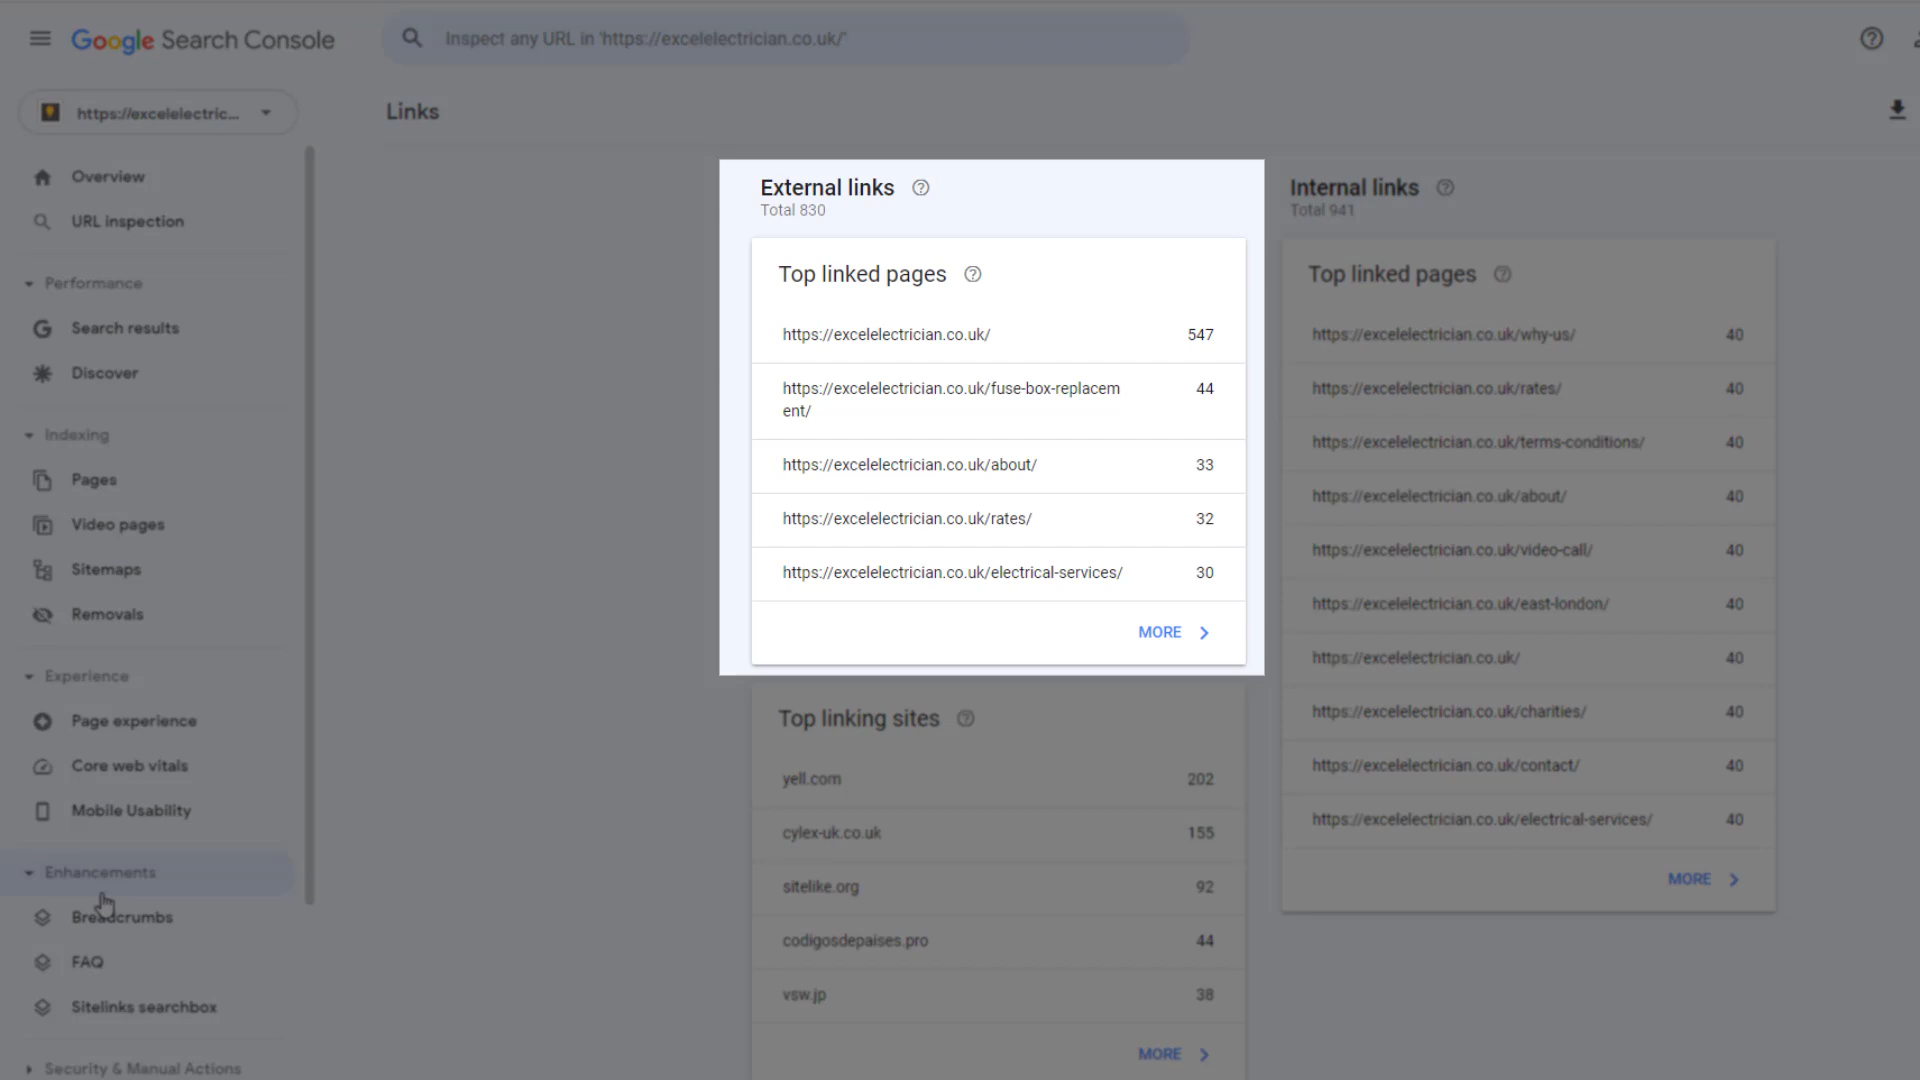 Google Search Console
Inspect any URL in 'https://excelelectrician.co.uk/'
https://excelelectric...
Links
Overview
URL inspection
Performance
Search results
Discover
Indexing
Pages
Video pages
Sitemaps
Removals
Experience
Page experience
Core web vitals
Mobile Usability
Enhancements
Breadcrumbs
FAQ
Sitelinks searchbox
Security & Manual Actions
External links
Total 830
Top linked pages
https://excelelectrician.co.uk/ 547
https://excelelectrician.co.uk/fuse-box-replacem 44
ent/
https://excelelectrician.co.uk/about/ 33
https://excelelectrician.co.uk/rates/ 32
https://excelelectrician.co.uk/electrical-services/ 30
MORE
Top linking sites
yell.com 202
cylex-uk.co.uk 155
sitelike.org 92
codigosdepaises.pro 44
vsw.jp 38
MORE
Internal links
Total 941
Top linked pages
https://excelelectrician.co.uk/why-us/ 40
https://excelelectrician.co.uk/rates/ 40
https://excelelectrician.co.uk/terms-conditions/ 40
https://excelelectrician.co.uk/about/ 40
https://excelelectrician.co.uk/video-call/ 40
https://excelelectrician.co.uk/east-london/ 40
https://excelelectrician.co.uk/ 40
https://excelelectrician.co.uk/charities/ 40
https://excelelectrician.co.uk/contact/ 40
https://excelelectrician.co.uk/electrical-services/ 40
MORE